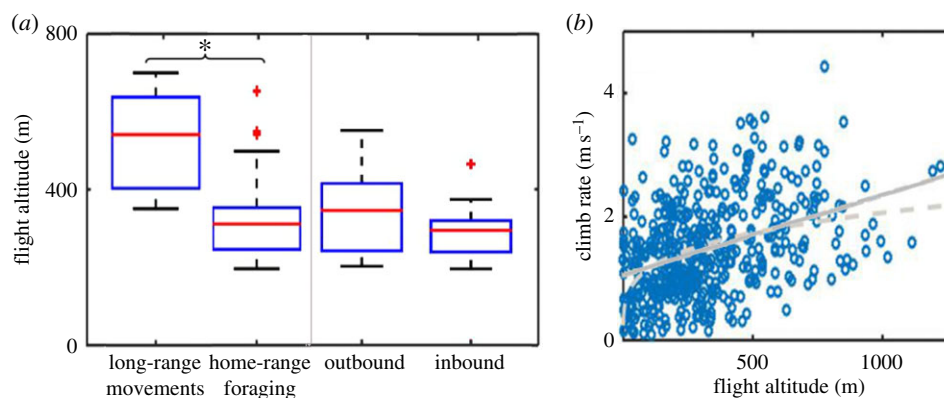 (a)
800
400
0
flight altitude (m)
*
long-range
movements
home-range
foraging
outbound
inbound
(b)
4
2
0
climb rate (m s⁻¹)
500
1000
flight altitude (m)